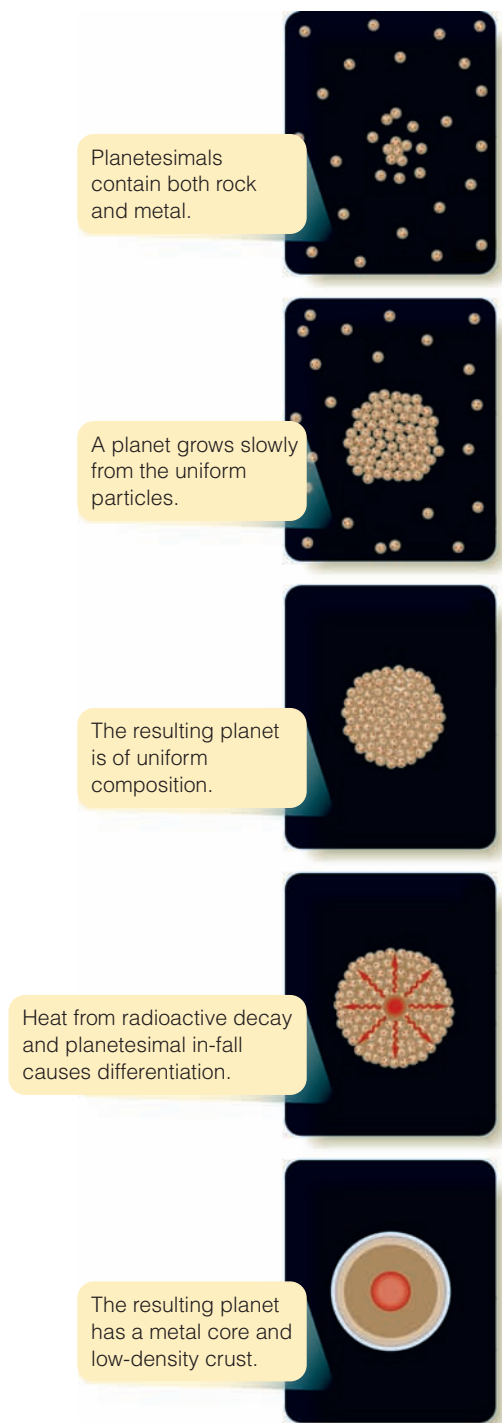 Planetesimals
contain both rock
and metal.
A planet grows slowly
from the uniform
particles.
The resulting planet
is of uniform
composition.
Heat from radioactive decay
and planetesimal in-fall
causes differentiation.
The resulting planet
has a metal core and
low-density crust.